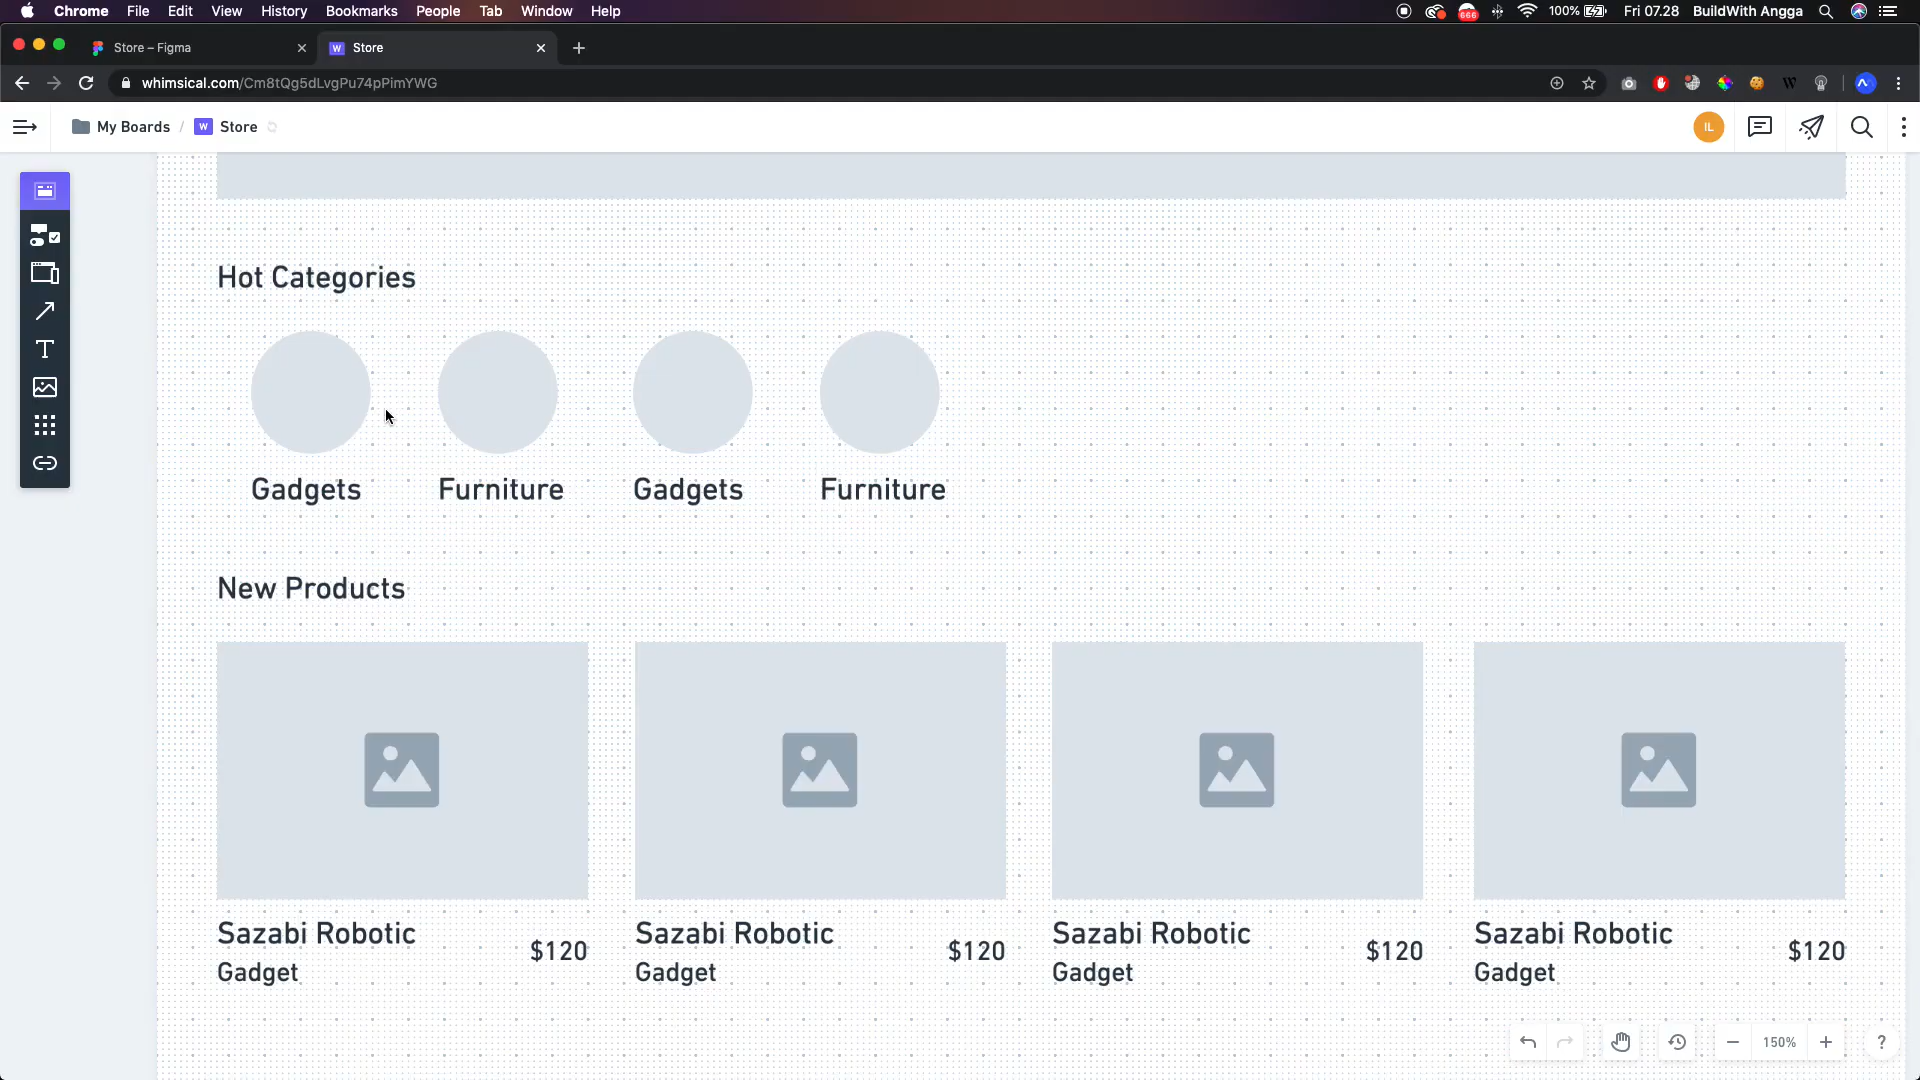 Chrome File Edit View History Bookmarks People Tab Window Help 666 100% Fri 07.28 BuildWith Angga
Store – Figma Store
whimsical.com/Cm8tQg5dLvgPu74pPimYWG
My Boards / W Store IL
Hot Categories
Gadgets Furniture Gadgets Furniture
New Products
Sazabi Robotic Sazabi Robotic Sazabi Robotic Sazabi Robotic
$120 $120 $120 $120
Gadget Gadget Gadget Gadget
150% ?